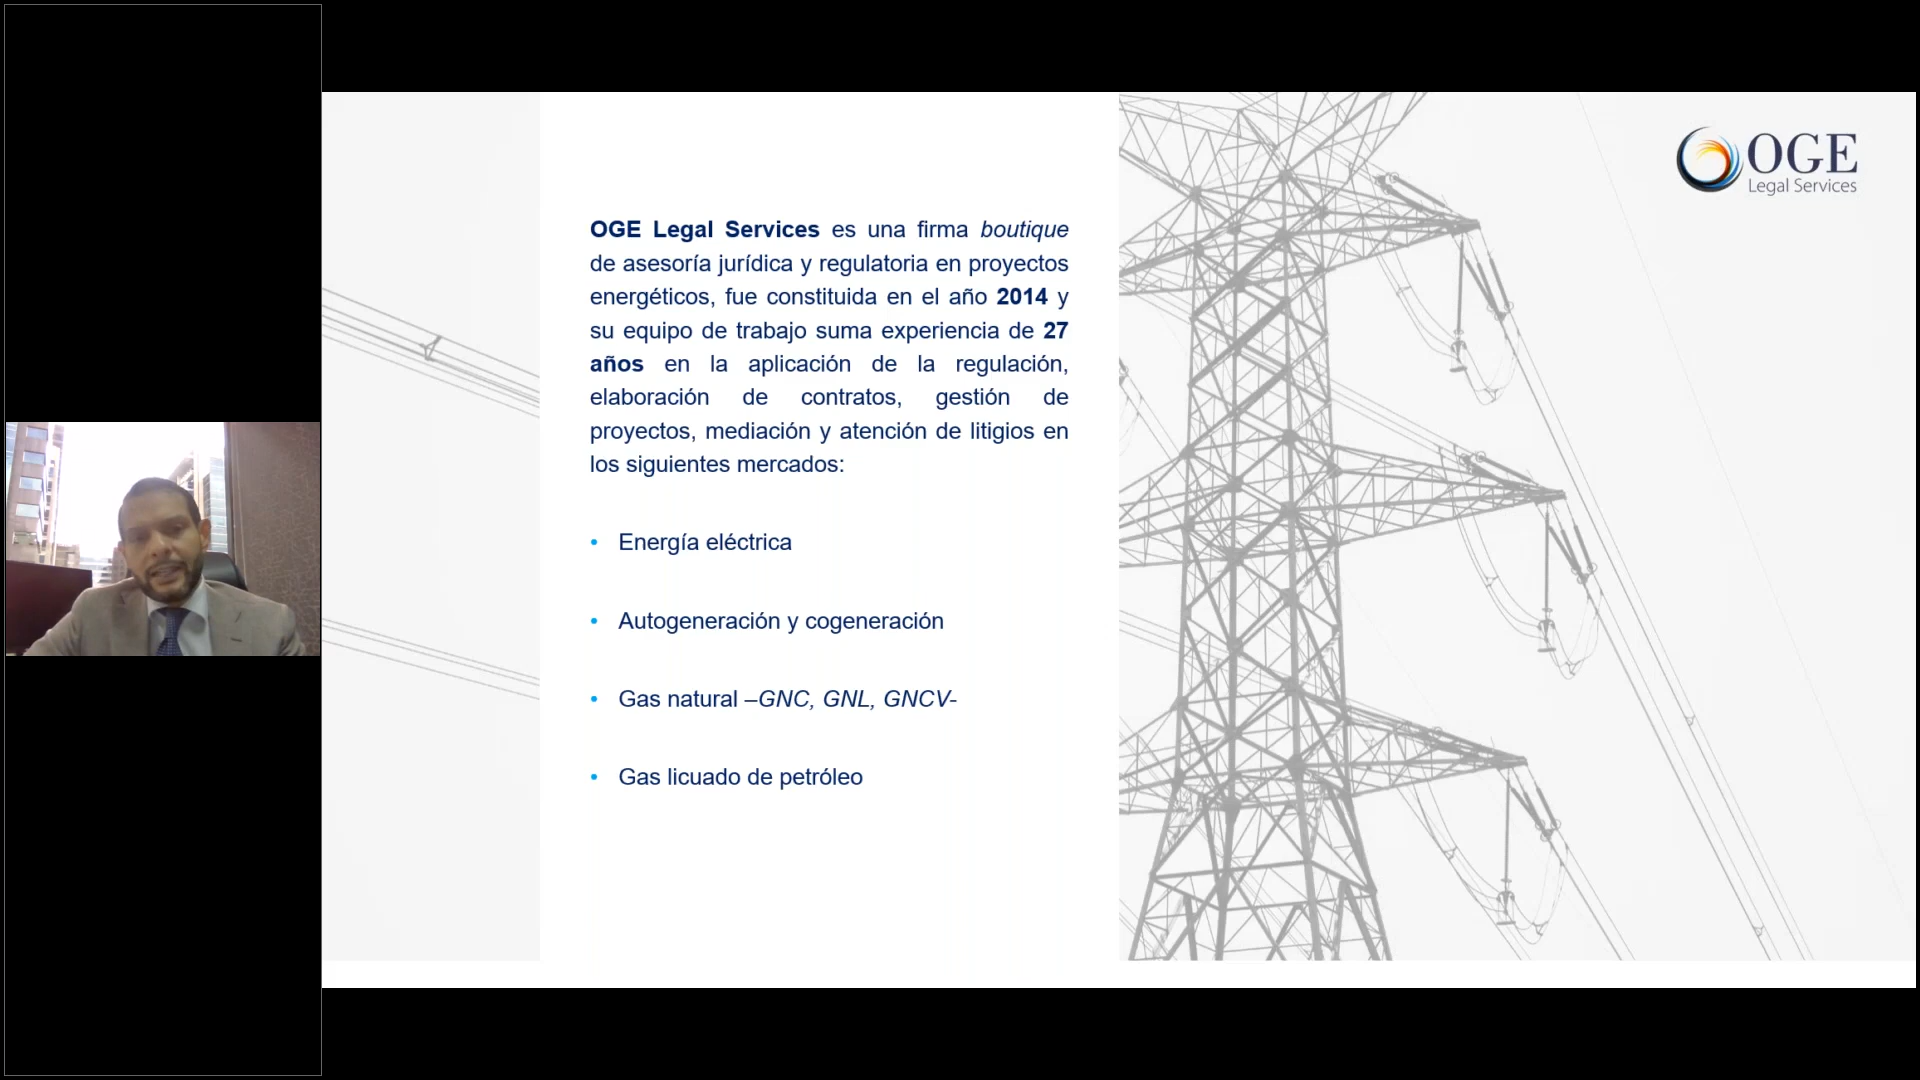 OGE
Legal Services
OGE Legal Services es una firma boutique
de asesoría jurídica y regulatoria en proyectos
energéticos, fue constituida en el año 2014 y
su equipo de trabajo suma experiencia de 27
años en la aplicación de la regulación,
elaboración de contratos, gestión de
proyectos, mediación y atención de litigios en
los siguientes mercados:
• Energía eléctrica
• Autogeneración y cogeneración
• Gas natural –GNC, GNL, GNCV-
• Gas licuado de petróleo